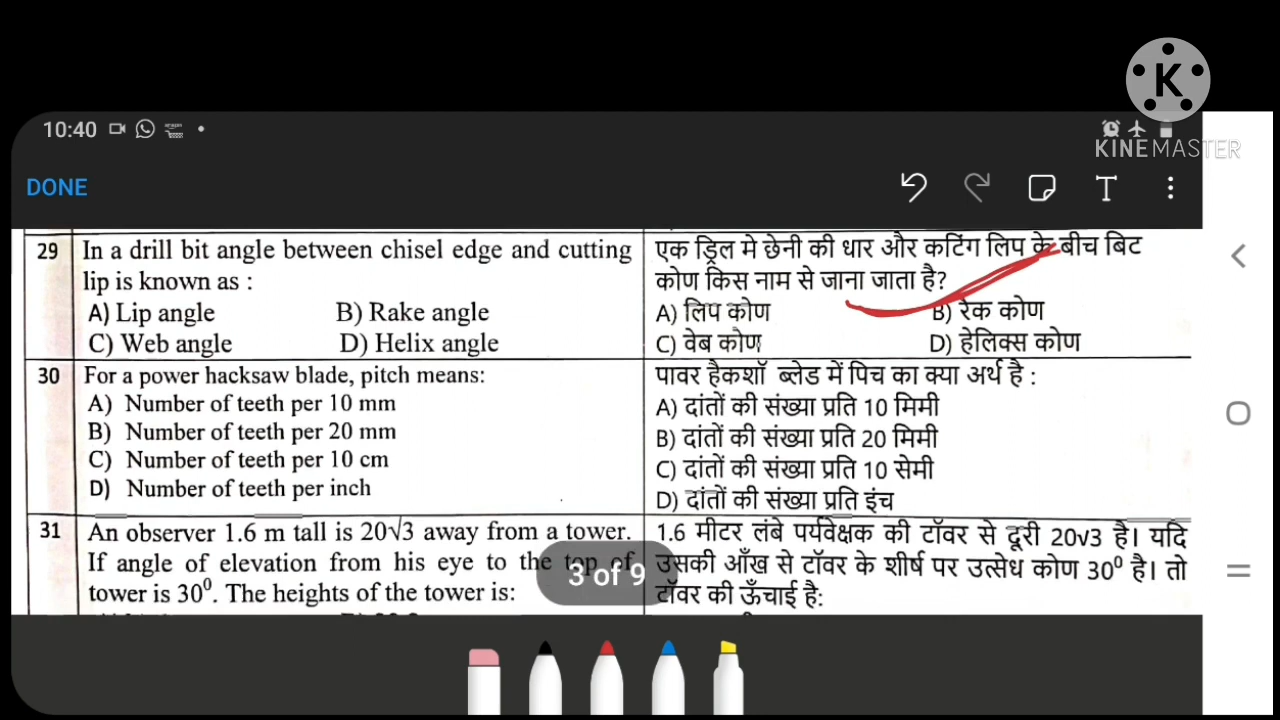 K
KINEMASTER
10:40
DONE
T
29 In a drill bit angle between chisel edge and cutting
lip is known as :
A) Lip angle B) Rake angle
C) Web angle D) Helix angle
एक ड्रिल मे छेनी की धार और कटिंग लिप के बीच बिट
कोण किस नाम से जाना जाता है?
A) लिप कोण B) रेक कोण
C) वेब कोण D) हेलिक्स कोण
30 For a power hacksaw blade, pitch means:
A) Number of teeth per 10 mm
B) Number of teeth per 20 mm
C) Number of teeth per 10 cm
D) Number of teeth per inch
पावर हैकशॉ ब्लेड में पिच का क्या अर्थ है :
A) दांतों की संख्या प्रति 10 मिमी
B) दांतों की संख्या प्रति 20 मिमी
C) दांतों की संख्या प्रति 10 सेमी
D) दांतों की संख्या प्रति इंच
31 An observer 1.6 m tall is 20√3 away from a tower.
If angle of elevation from his eye to the top of
tower is 30⁰. The heights of the tower is:
1.6 मीटर लंबे पर्यवेक्षक की टॉवर से दूरी 20√3 है। यदि
उसकी आँख से टॉवर के शीर्ष पर उत्सेध कोण 30⁰ है। तो
टॉवर की ऊँचाई है:
3 of 9